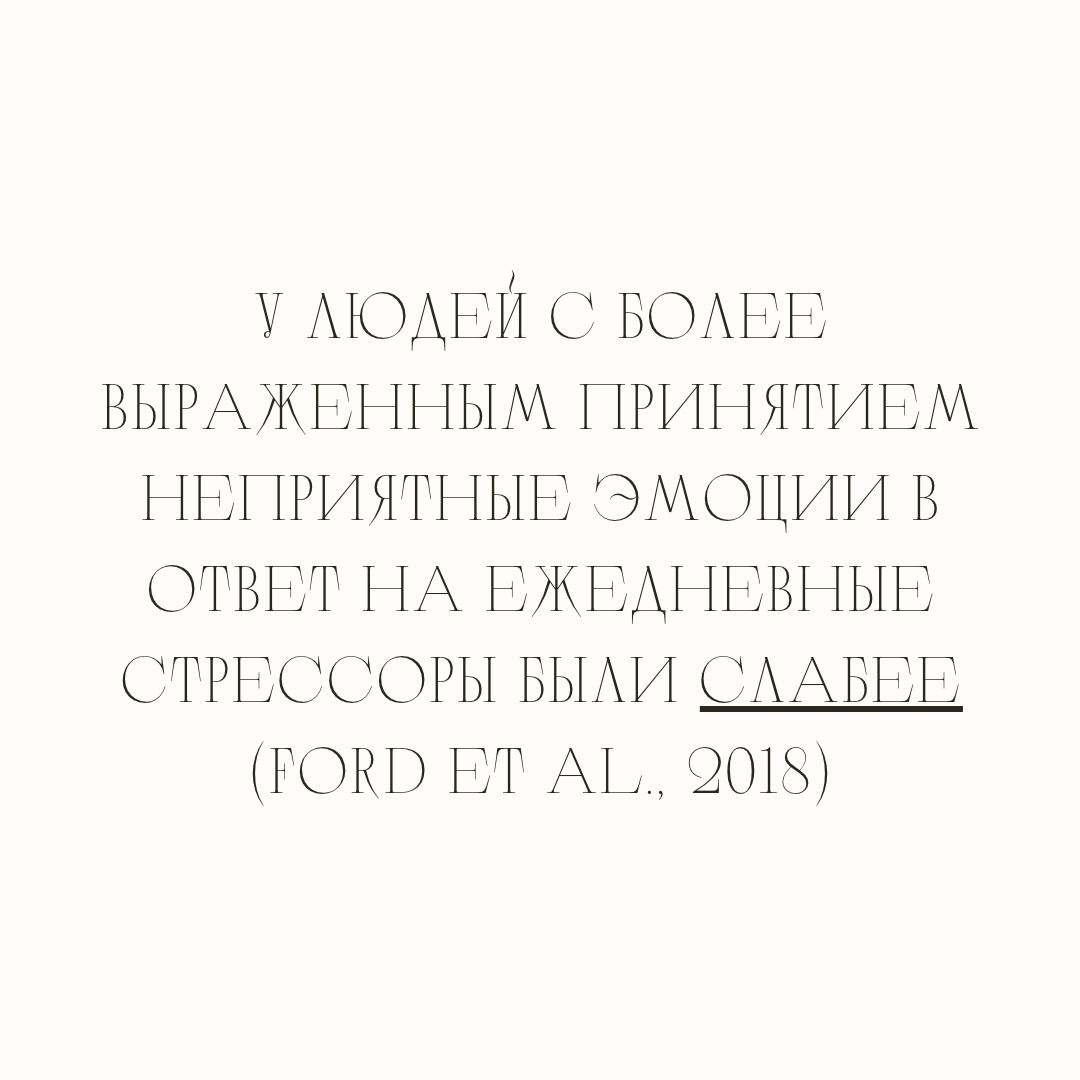 У ЛЮДЕЙ С БОЛЕЕ
ВЫРАЖЕННЫМ ПРИНЯТИЕМ
НЕПРИЯТНЫЕ ЭМОЦИИ В
ОТВЕТ НА ЕЖЕДНЕВНЫЕ
СТРЕССОРЫ БЫЛИ СЛАБЕЕ
(FORD ET AL., 2018)